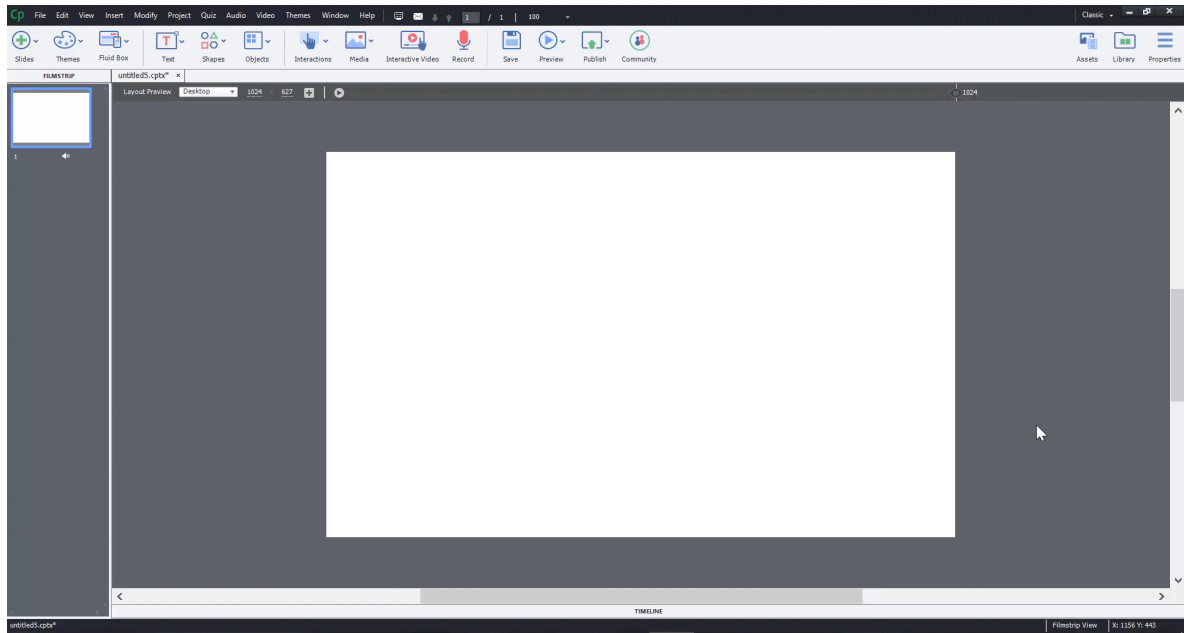 Cp File Edit View Insert Modify Project Quiz Audio Video Themes Window Help 1 / 1 100 Classic
Slides Themes Fluid Box Text Shapes Objects Interactions Media Interactive Video Record Save Preview Publish Community Assets Library Properties
FILMSTRIP untitled5.cptx* ×
Layout Preview Desktop 1024 × 627 1024
1
TIMELINE
untitled5.cptx* Filmstrip View X: 1156 Y: 443